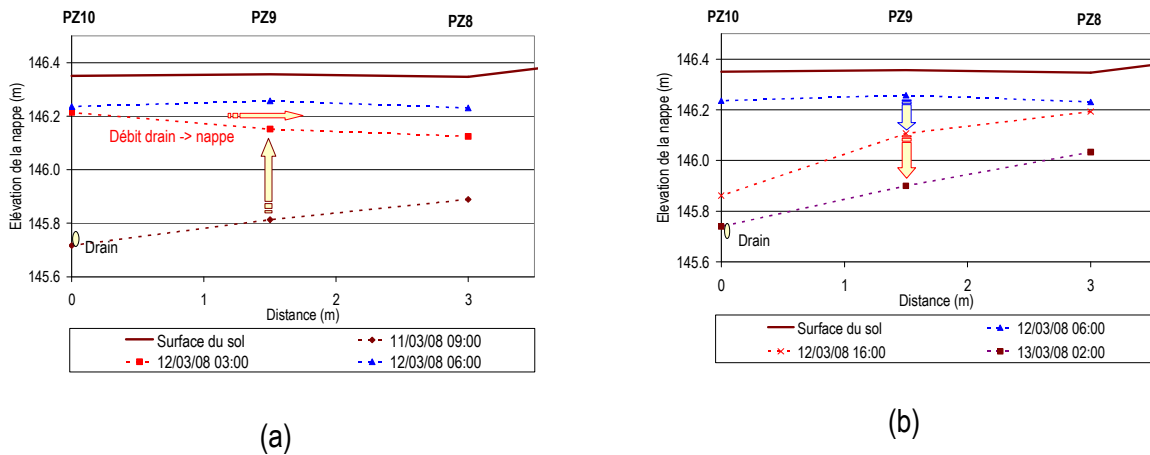 PZ10 PZ9 PZ8
Elévation de la nappe (m)
146.4
146.2
146.0
145.8
145.6
Débit drain -> nappe
Drain
0 1 2 3
Distance (m)
Surface du sol 11/03/08 09:00
12/03/08 03:00 12/03/08 06:00
(a)
PZ10 PZ9 PZ8
Elevation de la nappe (m)
146.4
146.2
146.0
145.8
145.6
Drain
0 1 2 3
Distance (m)
Surface du sol 12/03/08 06:00
12/03/08 16:00 13/03/08 02:00
(b)